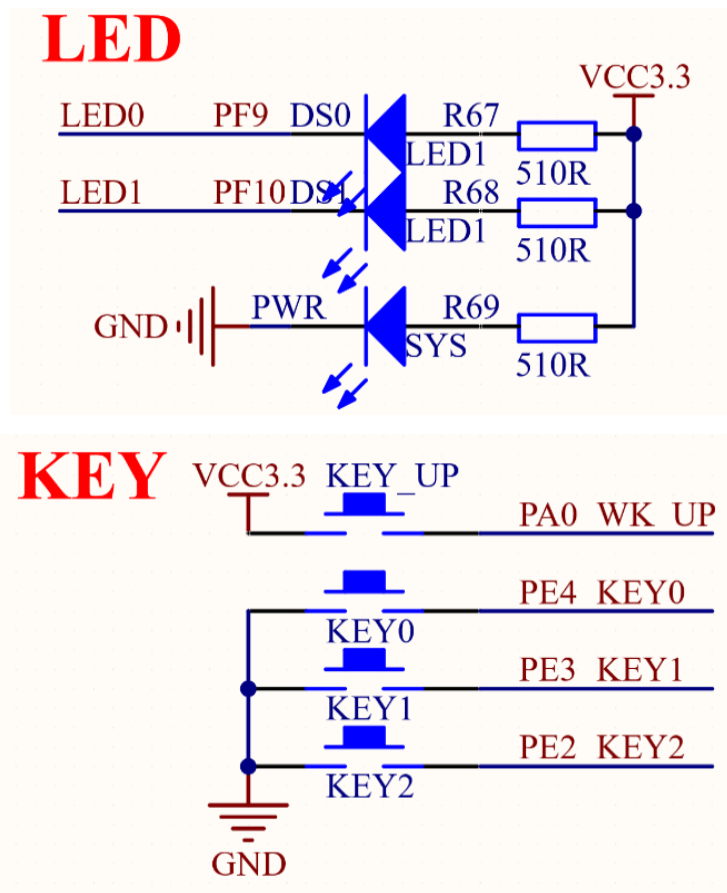 LED
VCC3.3
LED0 PF9 DS0 R67
LED1 510R
LED1 PF10 DS1 R68
LED1 510R
GND PWR R69
SYS 510R
KEY VCC3.3 KEY_UP
PA0 WK_UP
PE4 KEY0
KEY0
PE3 KEY1
KEY1
PE2 KEY2
KEY2
GND